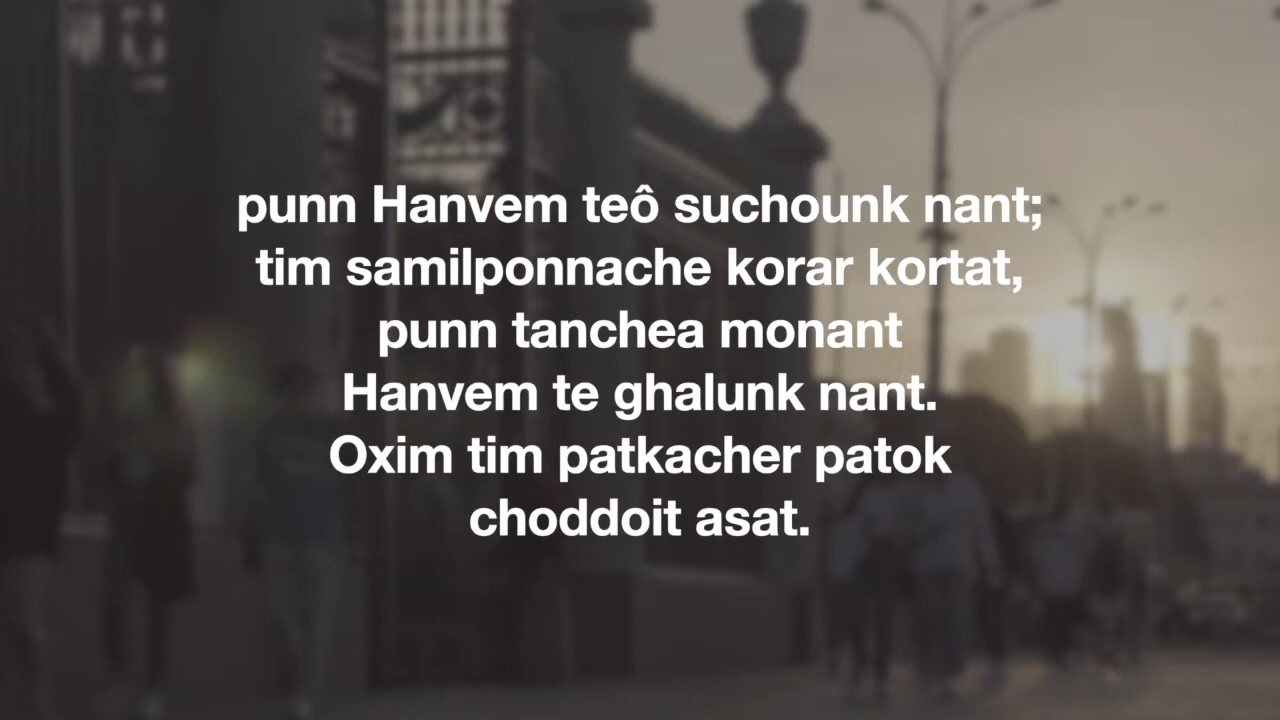 punn Hanvem teô suchounk nant;
tim samilponnache korar kortat,
punn tanchea monant
Hanvem te ghalunk nant.
Oxim tim patkacher patok
choddoit asat.